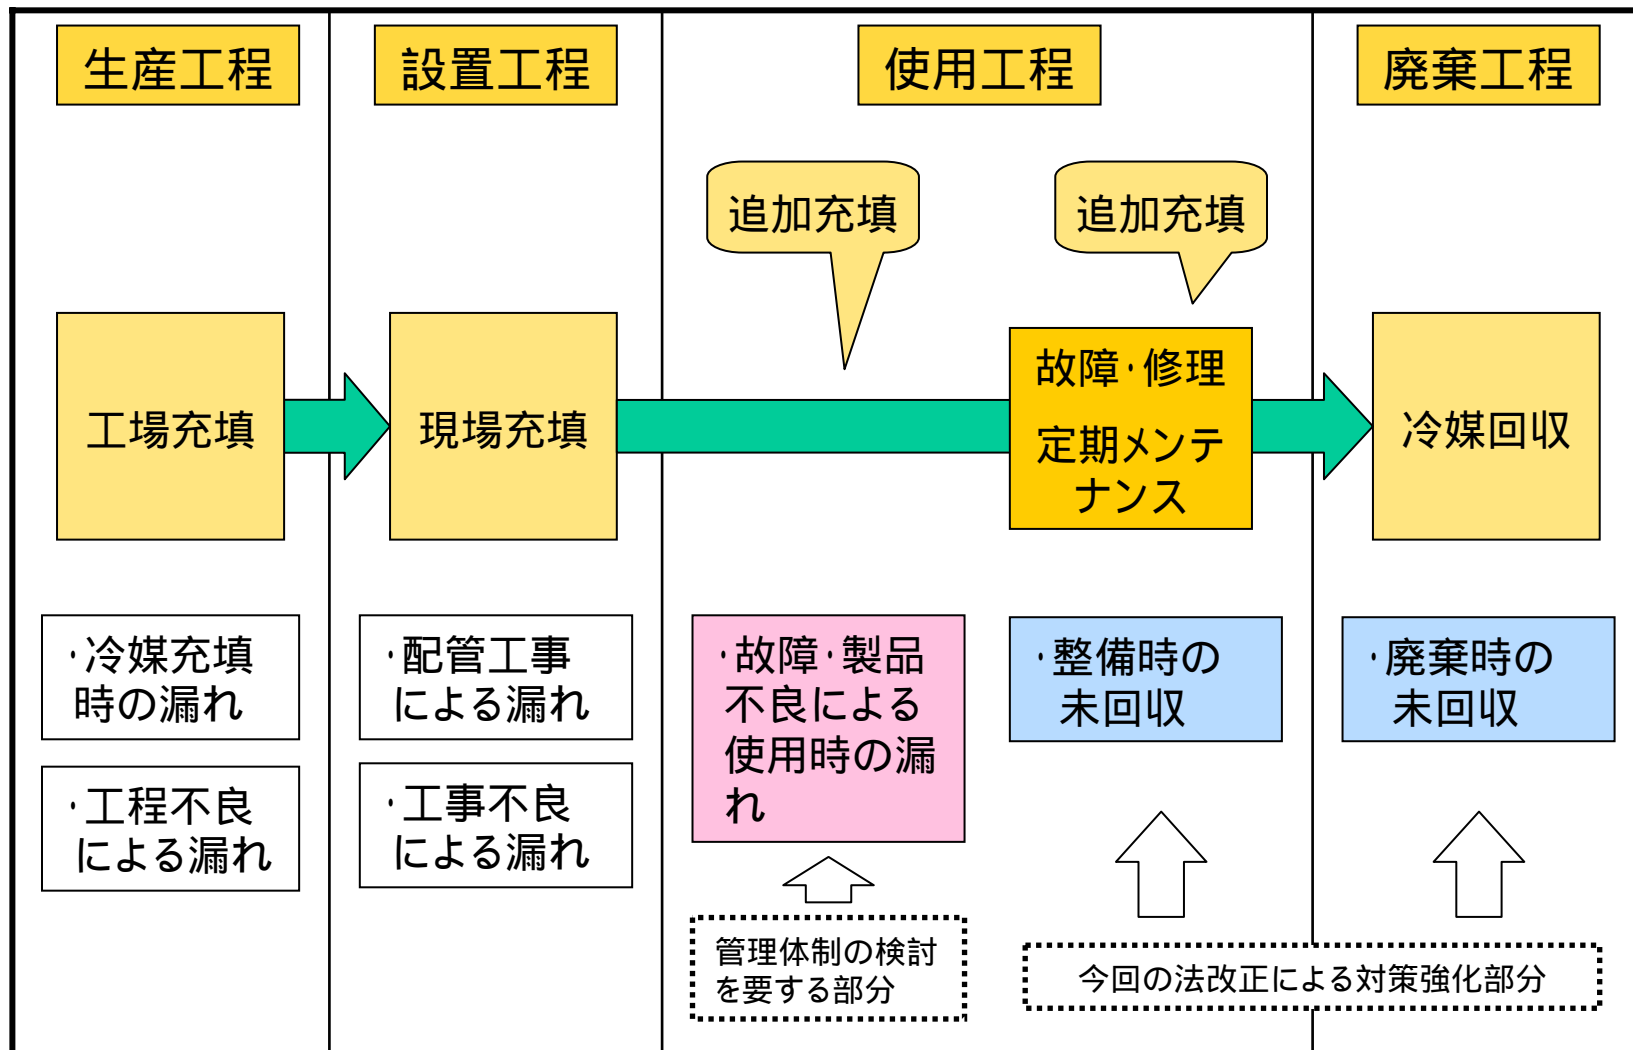 生産工程
設置工程
使用工程
廃棄工程
追加充填
追加充填
工場充填
現場充填
故障・修理
定期メンテ
ナンス
冷媒回収
・冷媒充填
時の漏れ
・工程不良
による漏れ
・配管工事
による漏れ
・工事不良
による漏れ
・故障・製品
不良による
使用時の漏
れ
・整備時の
未回収
・廃棄時の
未回収
管理体制の検討
を要する部分
今回の法改正による対策強化部分